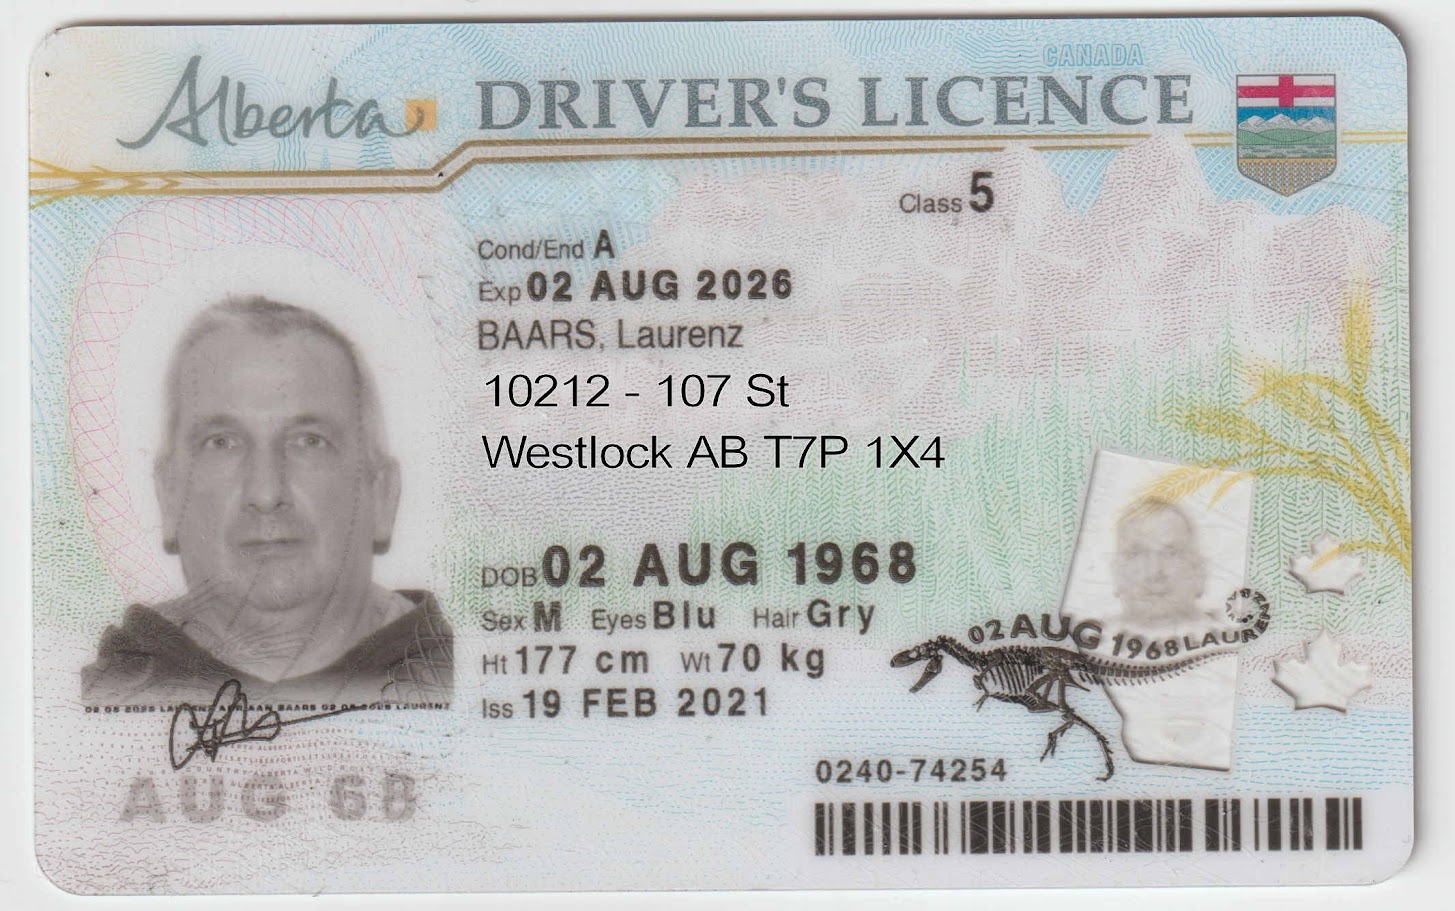 CANADA
Alberta DRIVER'S LICENCE
Class 5
Cond/End A
Exp 02 AUG 2026
BAARS, Laurenz
10212 - 107 St
Westlock AB T7P 1X4
DOB 02 AUG 1968
Sex M Eyes Blu Hair Gry
Ht 177 cm Wt 70 kg
Iss 19 FEB 2021
02 AUG 1968 LAUREN
AUG 68
0240-74254